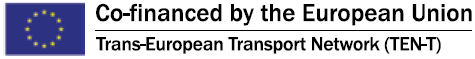 Co-financed by the European Union
Trans-European Transport Network (TEN-T)